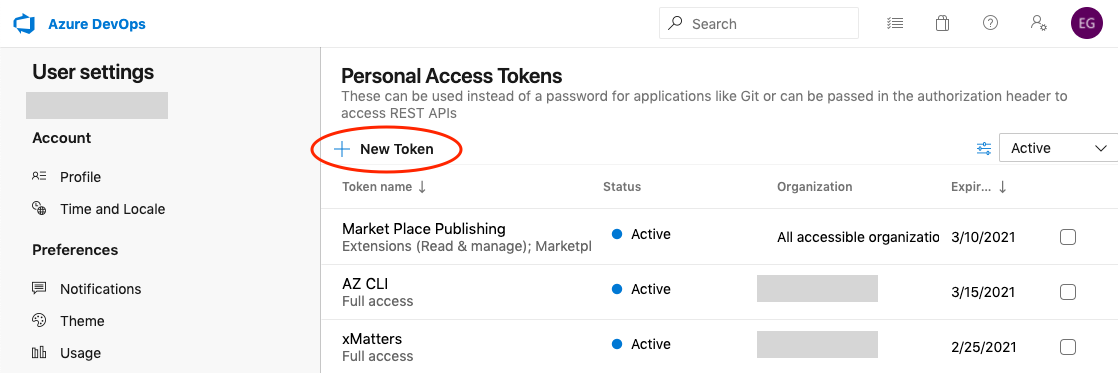 Azure DevOps
Search
EG
User settings
Account
Profile
Time and Locale
Preferences
Notifications
Theme
Usage
Personal Access Tokens
These can be used instead of a password for applications like Git or can be passed in the authorization header to
access REST APIs
New Token
Active
Token name ↓ Status Organization Expir... ↓
Market Place Publishing Active All accessible organizatio 3/10/2021
Extensions (Read & manage); Marketpl
AZ CLI Active 3/15/2021
Full access
xMatters Active 2/25/2021
Full access